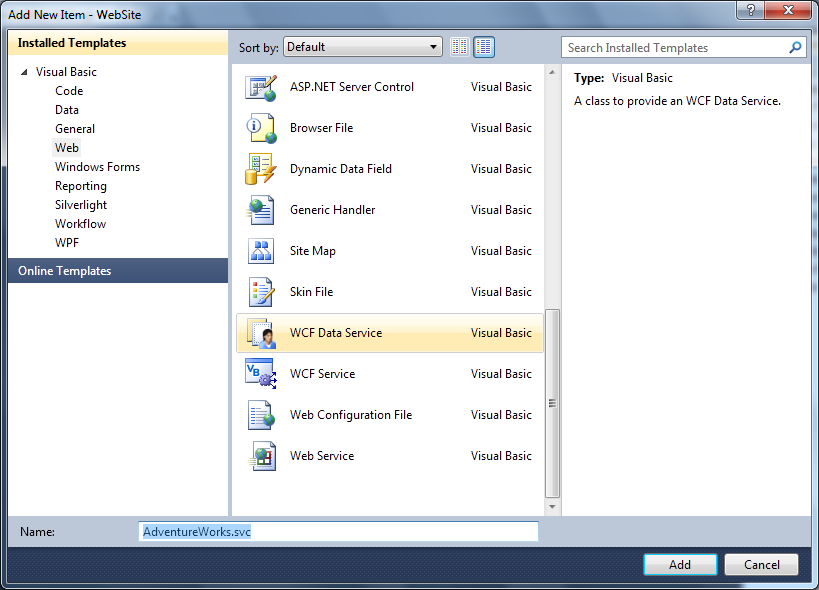 Add New Item - WebSite
?
Installed Templates
Visual Basic
Code
Data
General
Web
Windows Forms
Reporting
Silverlight
Workflow
WPF
Online Templates
Sort by: Default
ASP.NET Server Control Visual Basic
Browser File Visual Basic
Dynamic Data Field Visual Basic
Generic Handler Visual Basic
Site Map Visual Basic
Skin File Visual Basic
WCF Data Service Visual Basic
VB WCF Service Visual Basic
Web Configuration File Visual Basic
Web Service Visual Basic
Search Installed Templates
Type: Visual Basic
A class to provide an WCF Data Service.
Name: AdventureWorks.svc
Add Cancel